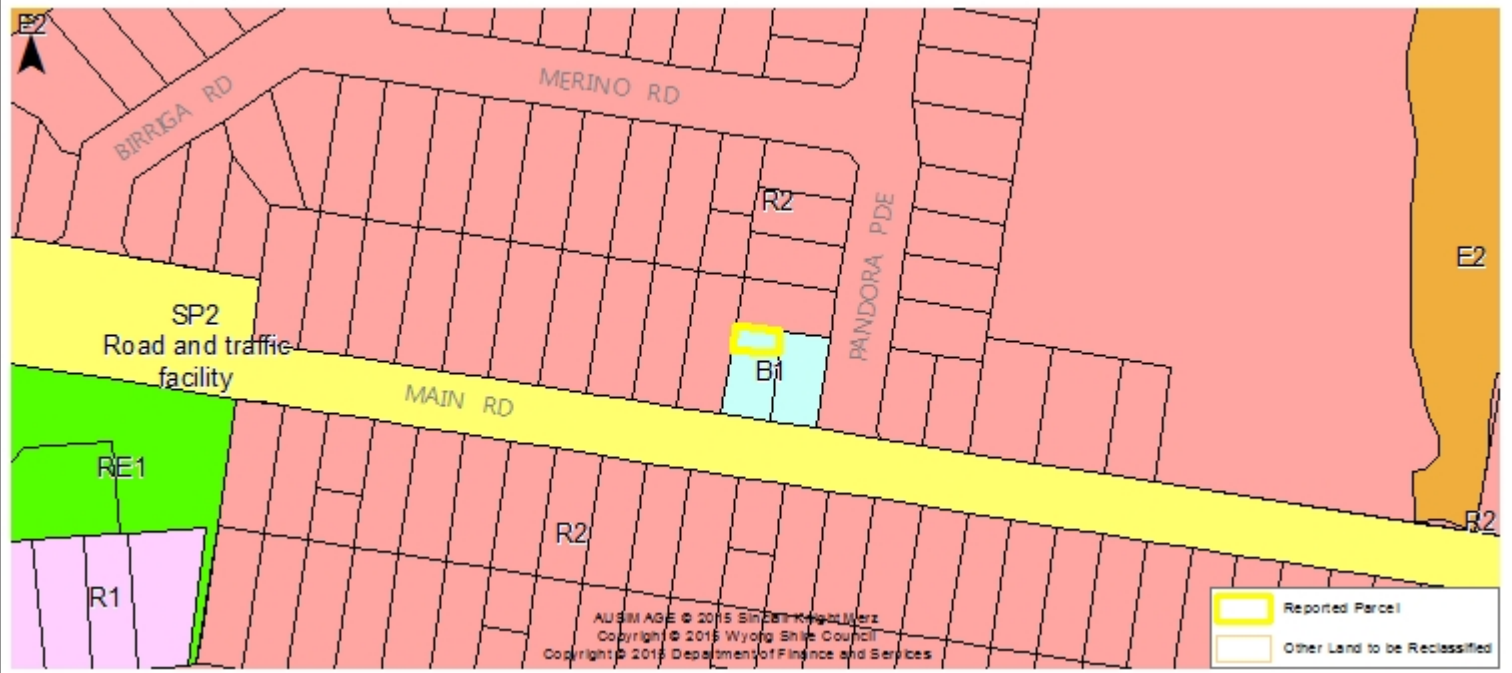 E2
MERINO RD
BIRRIGA RD
R2
PANDORA PDE
E2
SP2
Road and traffic
facility
B1
MAIN RD
RE1
R2
R2
R1
AUSIMAGE © 2015 Sinclair Knight Merz
Copyright © 2015 Wyong Shire Council
Copyright © 2015 Department of Finance and Services
Reported Parcel
Other Land to be Reclassified